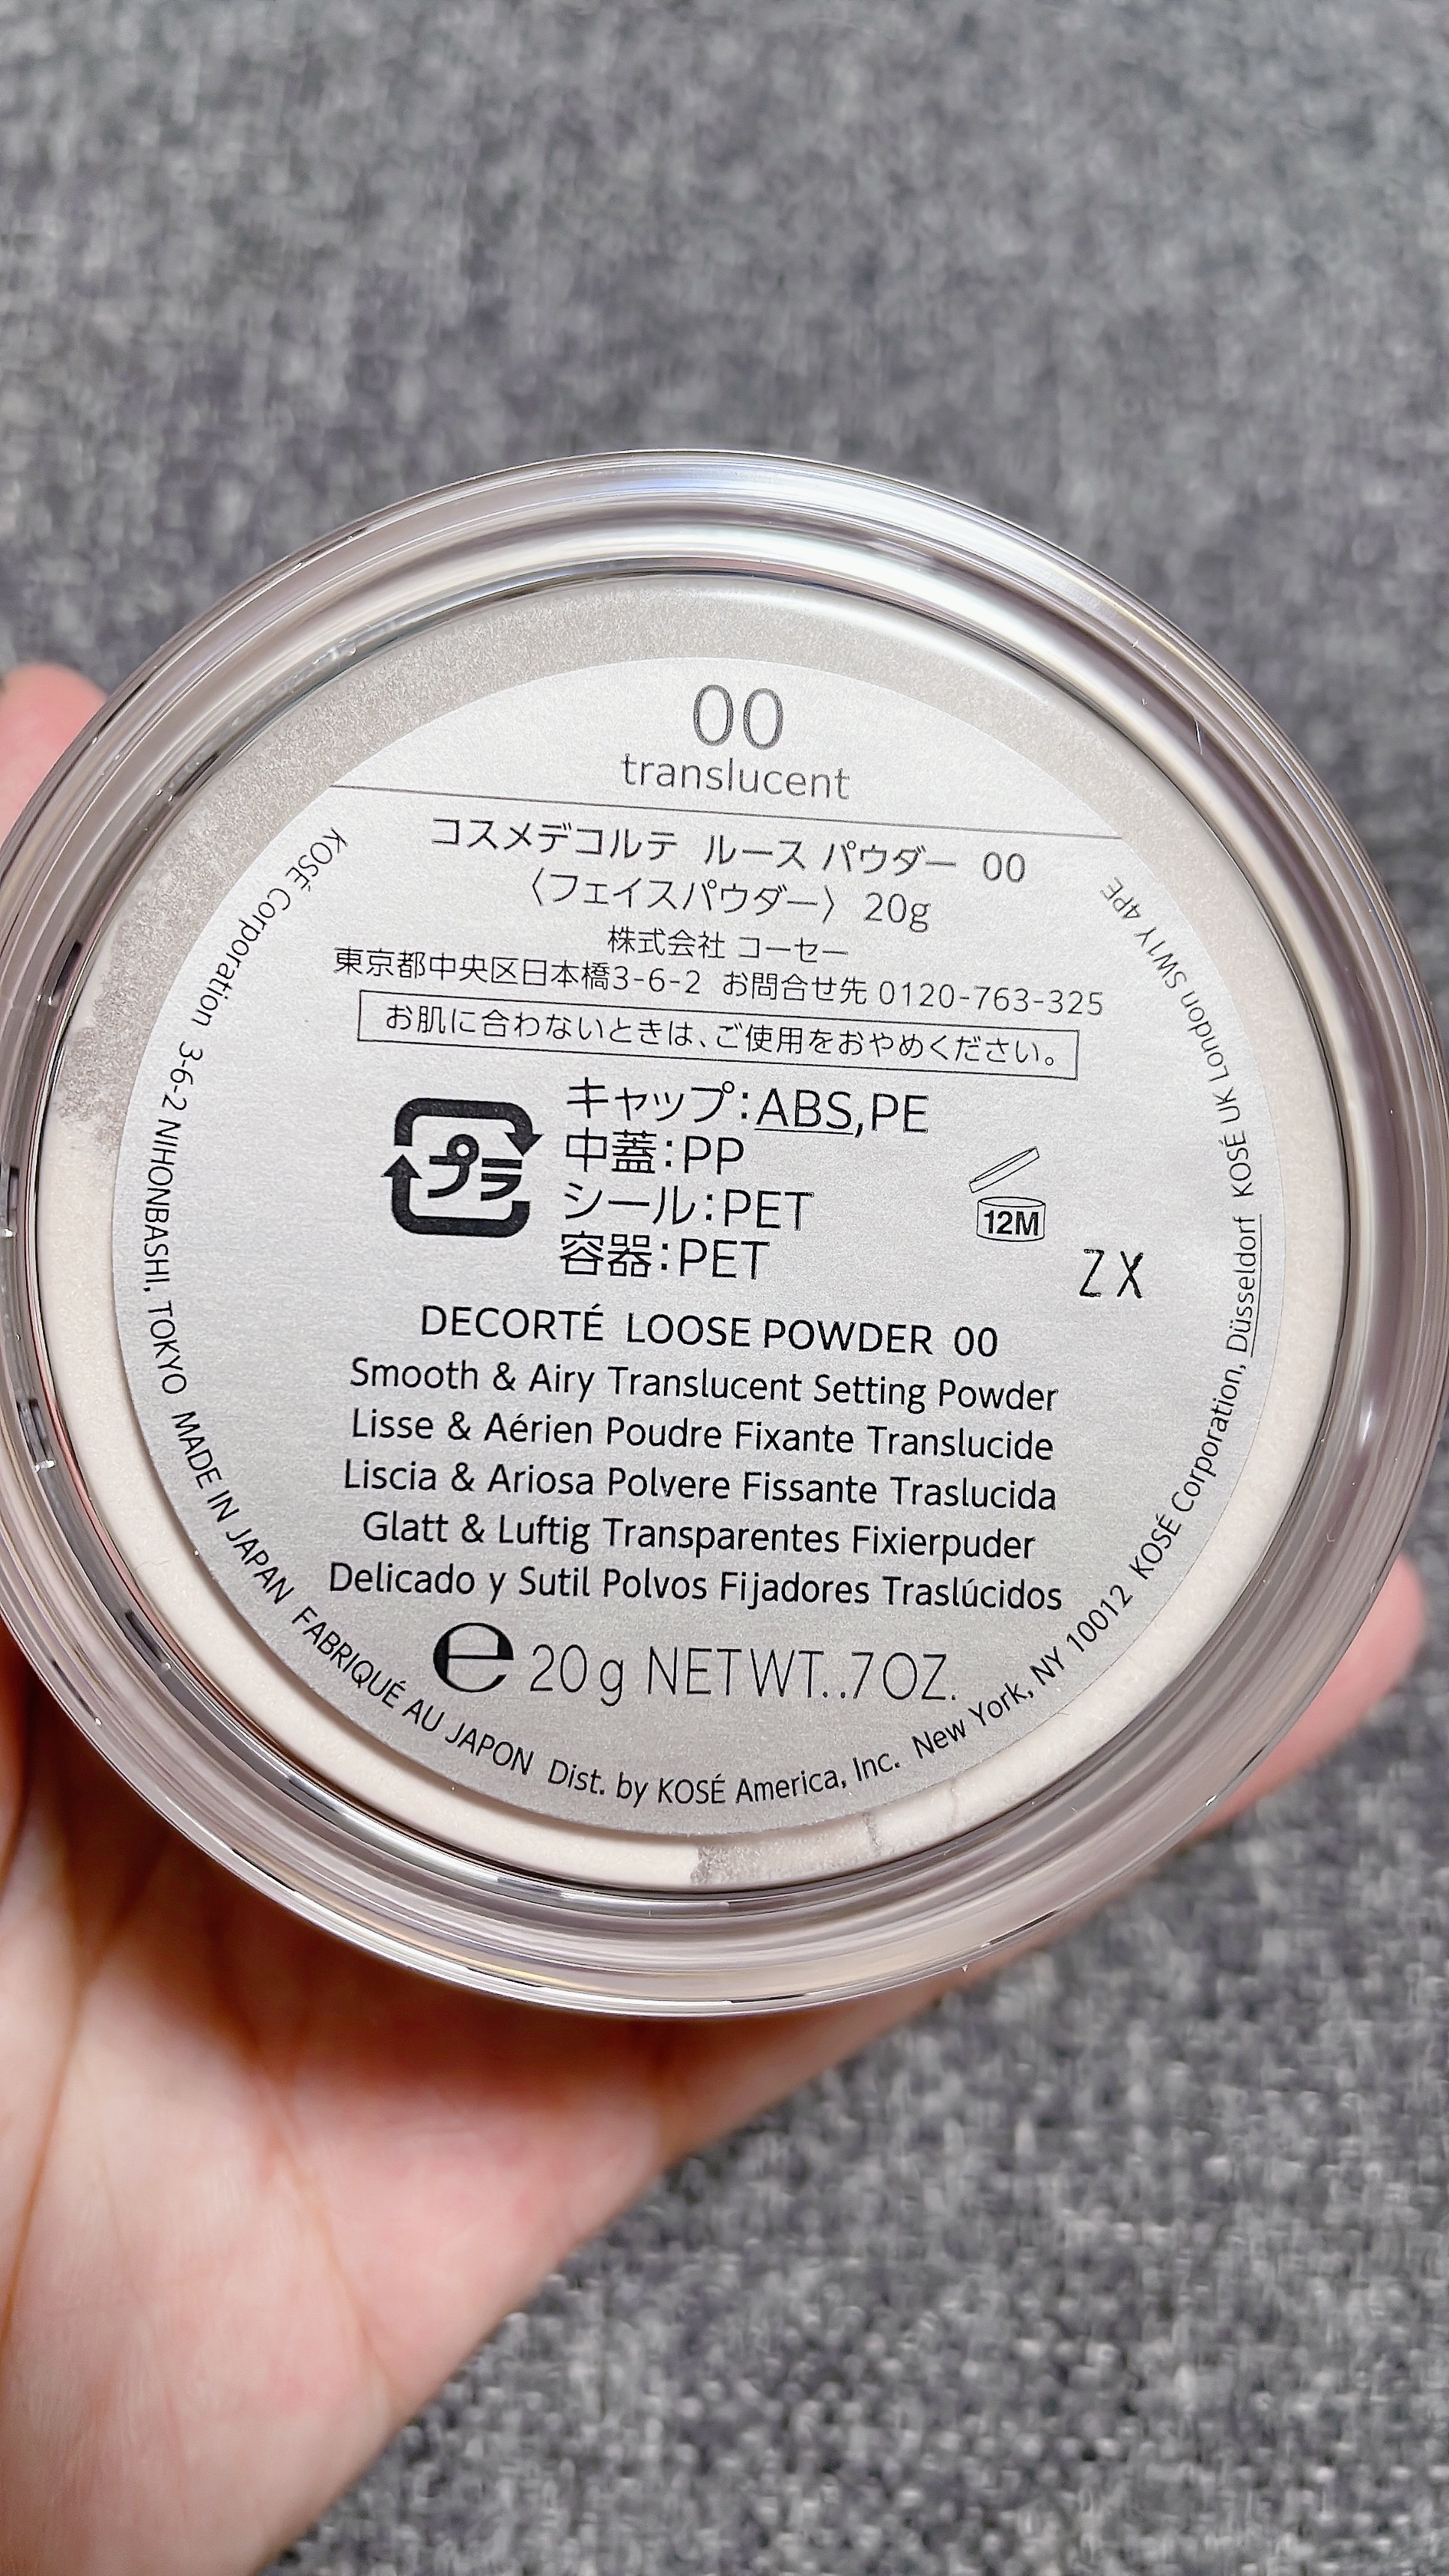 00
translucent
コスメデコルテ ルース パウダー 00
〈フェイスパウダー〉 20g
株式会社 コーセー
東京都中央区日本橋3-6-2 お問合せ先 0120-763-325
お肌に合わないときは、ご使用をおやめください。
プラ
キャップ:ABS,PE
中蓋:PP
シール:PET
容器:PET
12M
ZX
DECORTÉ LOOSE POWDER 00
Smooth & Airy Translucent Setting Powder
Lisse & Aérien Poudre Fixante Translucide
Liscia & Ariosa Polvere Fissante Traslucida
Glatt & Luftig Transparentes Fixierpuder
Delicado y Sutil Polvos Fijadores Traslúcidos
e 20g NET WT. .7 OZ.
KOSÉ Corporation 3-6-2 NIHONBASHI, TOKYO MADE IN JAPAN FABRIQUÉ AU JAPON Dist. by KOSÉ America, Inc. New York, NY 10012 KOSÉ Corporation, Düsseldorf KOSÉ UK London SW1Y 4PE